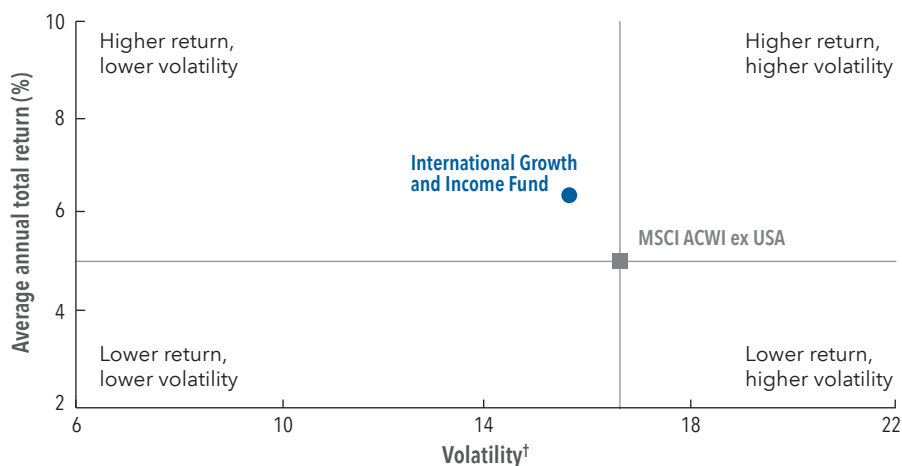 10
Higher return,
lower volatility
Higher return,
higher volatility
8
International Growth
and Income Fund
6
MSCI ACWI ex USA
4
Lower return,
lower volatility
Lower return,
higher volatility
2
Average annual total return (%)
6
10
14
18
22
Volatility†